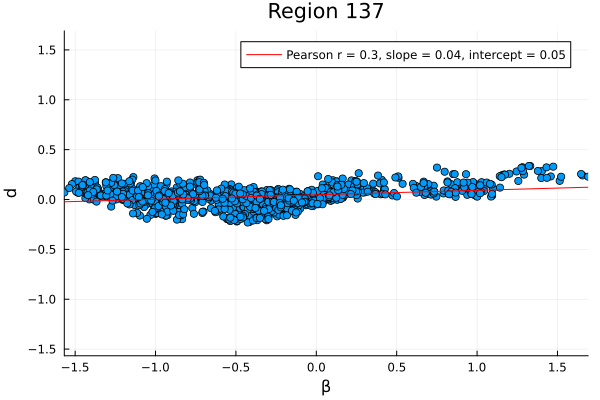 Region 137
Pearson r = 0.3, slope = 0.04, intercept = 0.05
1.5
1.0
0.5
0.0
−0.5
−1.0
−1.5
d
−1.5 −1.0 −0.5 0.0 0.5 1.0 1.5
β